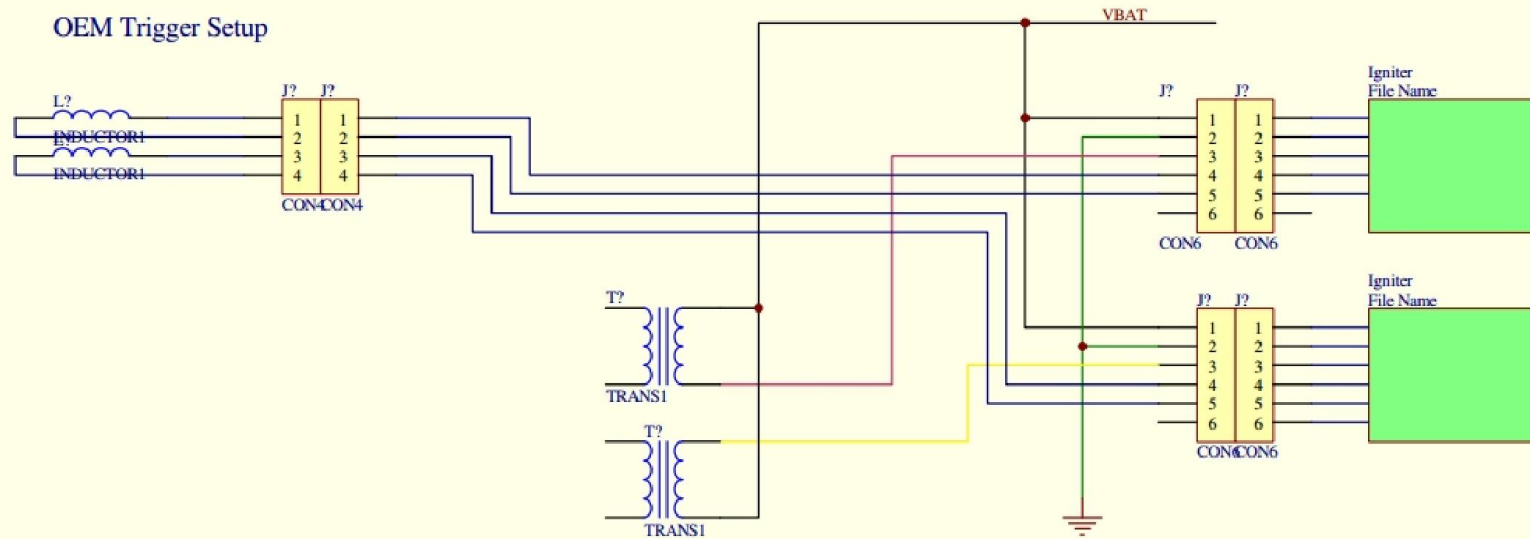 OEM Trigger Setup
VBAT
L?
INDUCTOR1
L?
INDUCTOR1
J? J?
1 1
2 2
3 3
4 4
CON4 CON4
T?
TRANS1
T?
TRANS1
J? J?
1 1
2 2
3 3
4 4
5 5
6 6
CON6 CON6
Igniter
File Name
J? J?
1 1
2 2
3 3
4 4
5 5
6 6
CON6 CON6
Igniter
File Name